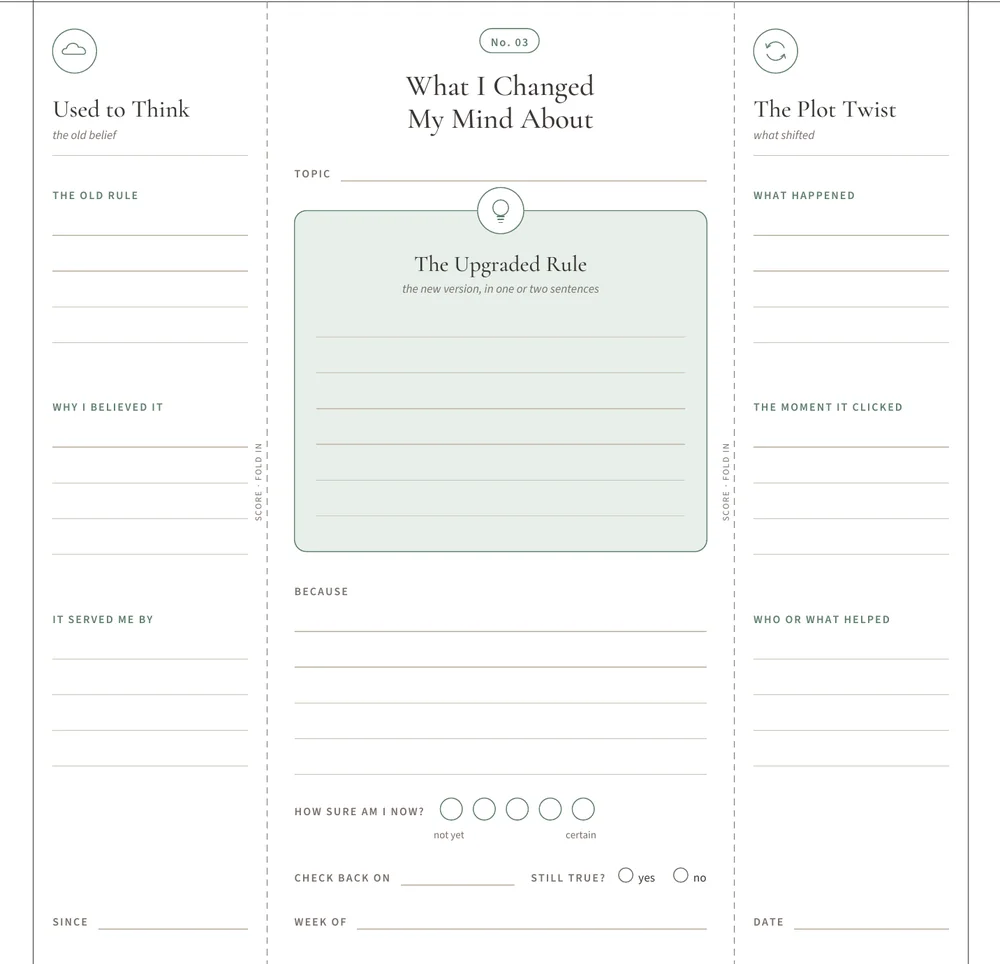 Used to Think
the old belief
THE OLD RULE
WHY I BELIEVED IT
IT SERVED ME BY
SINCE
SCORE - FOLD IN
No. 03
What I Changed
My Mind About
TOPIC
The Upgraded Rule
the new version, in one or two sentences
BECAUSE
HOW SURE AM I NOW?
not yet certain
CHECK BACK ON STILL TRUE? yes no
WEEK OF
SCORE - FOLD IN
The Plot Twist
what shifted
WHAT HAPPENED
THE MOMENT IT CLICKED
WHO OR WHAT HELPED
DATE